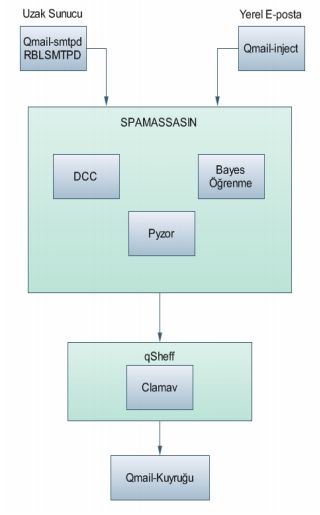 Uzak Sunucu
Yerel E-posta
Qmail-smtpd
RBLSMTPD
Qmail-inject
SPAMASSASIN
DCC
Bayes
Öğrenme
Pyzor
qSheff
Clamav
Qmail-Kuyruğu